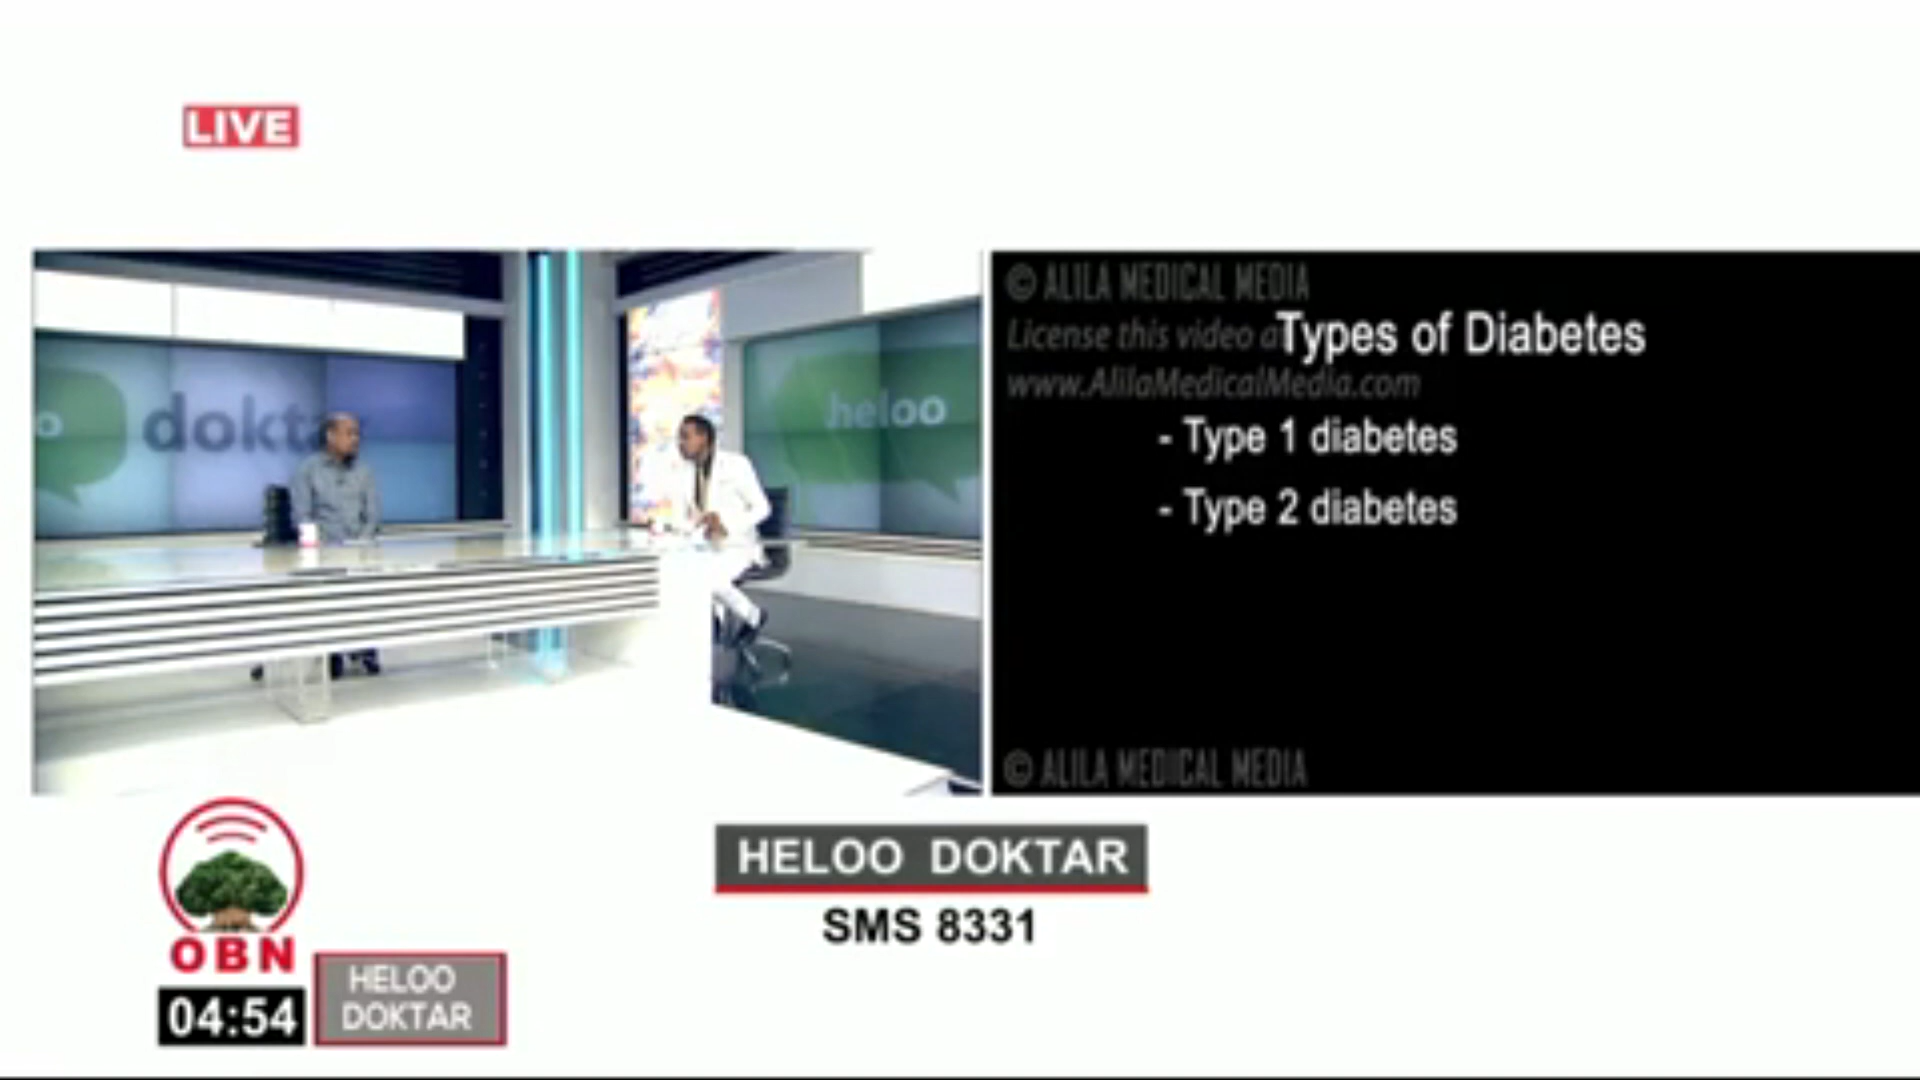 LIVE
o doktar
heloo
© ALILA MEDICAL MEDIA
License this video a
Types of Diabetes
www.AlilaMedicalMedia.com
- Type 1 diabetes
- Type 2 diabetes
© ALILA MEDICAL MEDIA
HELOO DOKTAR
SMS 8331
OBN
04:54
HELOO
DOKTAR